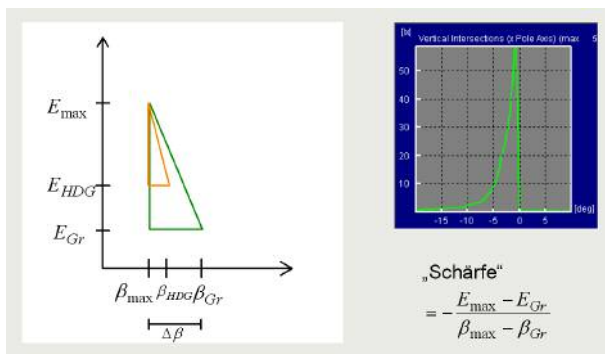 E_max
E_HDG
E_Gr
β_max β_HDG β_Gr
Δβ
[lx] Vertical Intersections (x Pole Axis) (max 5
50
40
30
20
10
-15 -10 -5 0 5 [deg]
„Schärfe“
= - (E_max - E_Gr) / (β_max - β_Gr)